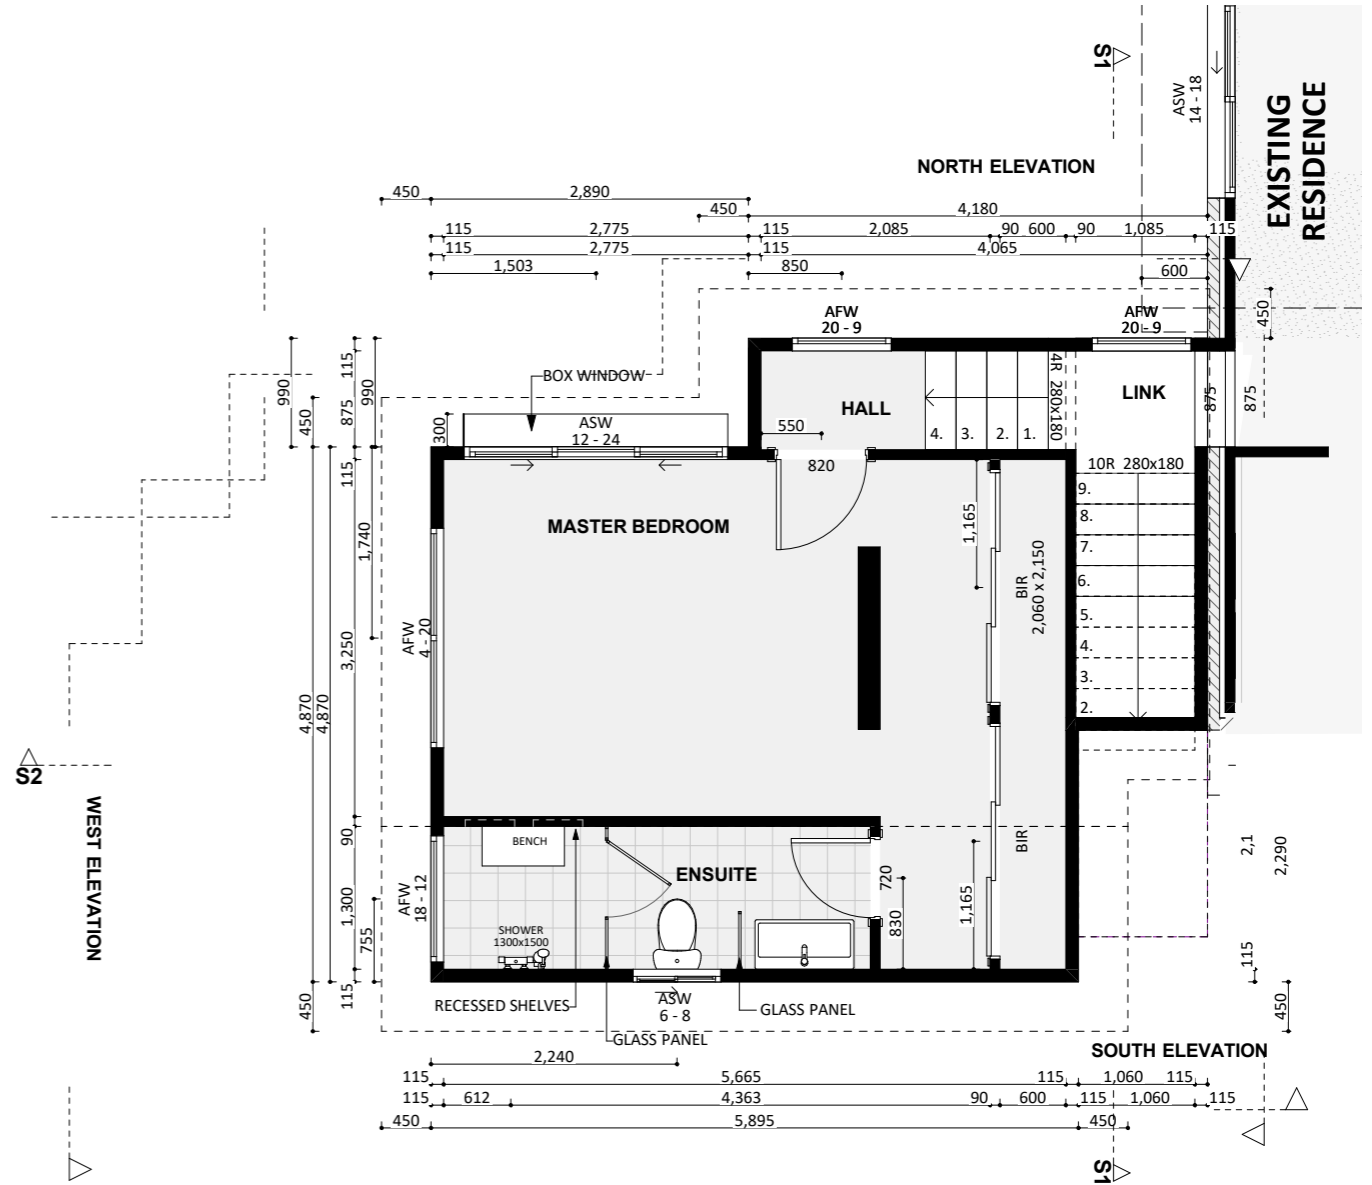 S1
ASW
14 - 18
EXISTING
RESIDENCE
NORTH ELEVATION
450
2,890
450
4,180
115
2,775
115
2,085
90
600
90
1,085
115
115
2,775
115
4,065
1,503
850
600
AFW
20 - 9
AFW
20 - 9
450
990
115
990
BOX WINDOW
4R 280x180
LINK
875
875
450
875
300
ASW
12 - 24
HALL
550
4.
3.
2.
1.
820
10R 280x180
115
MASTER BEDROOM
1,165
BIR
2,060 x 2,150
9.
8.
7.
6.
5.
4.
3.
2.
1,740
AFW
4 - 20
3,250
4,870
4,870
S2
WEST ELEVATION
90
BENCH
ENSUITE
BIR
2,1
2,290
1,300
AFW
18 - 12
720
830
1,165
755
SHOWER
1300x1500
115
115
450
450
RECESSED SHELVES
ASW
6 - 8
GLASS PANEL
GLASS PANEL
SOUTH ELEVATION
2,240
115
5,665
115
1,060
115
115
612
4,363
90
600
115
1,060
115
450
5,895
450
S1